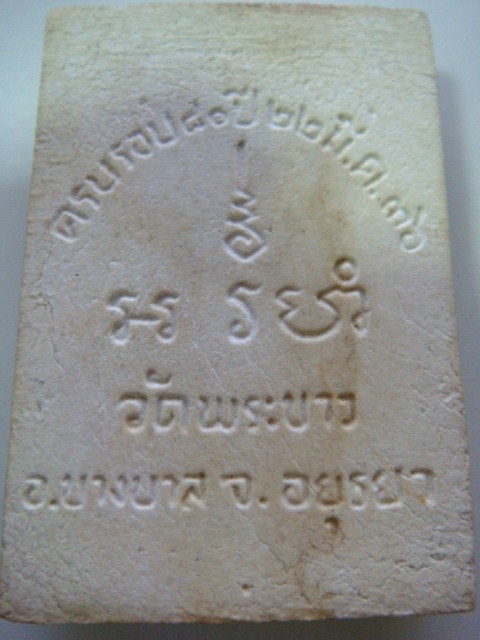 ครบรอบ ๘๐ ปี ๒๒ มี.ค. ๓๖
วัดพระขาว
อ.บางบาล จ.อยุธยา